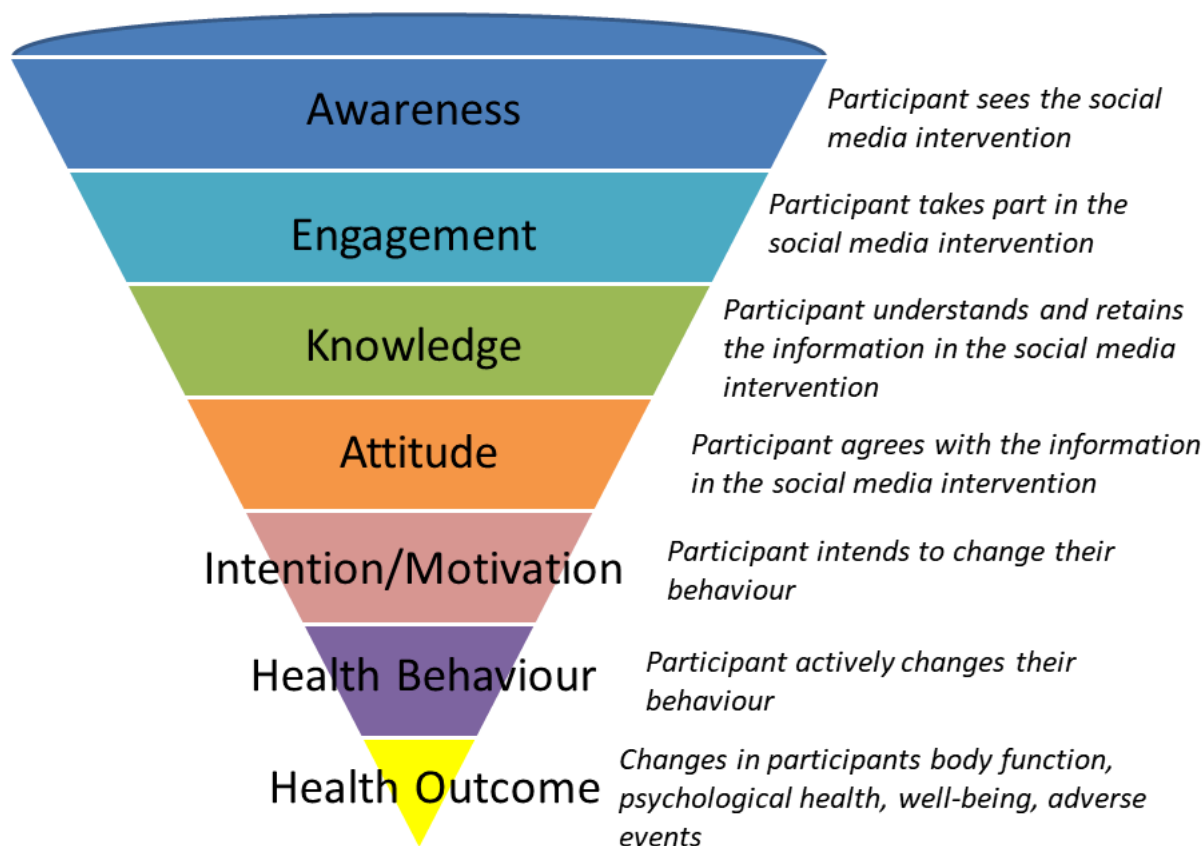 Awareness
Participant sees the social
media intervention
Engagement
Participant takes part in the
social media intervention
Knowledge
Participant understands and retains
the information in the social media
intervention
Attitude
Participant agrees with the information
in the social media intervention
Intention/Motivation
Participant intends to change their
behaviour
Health Behaviour
Participant actively changes their
behaviour
Health Outcome
Changes in participants body function,
psychological health, well-being, adverse
events